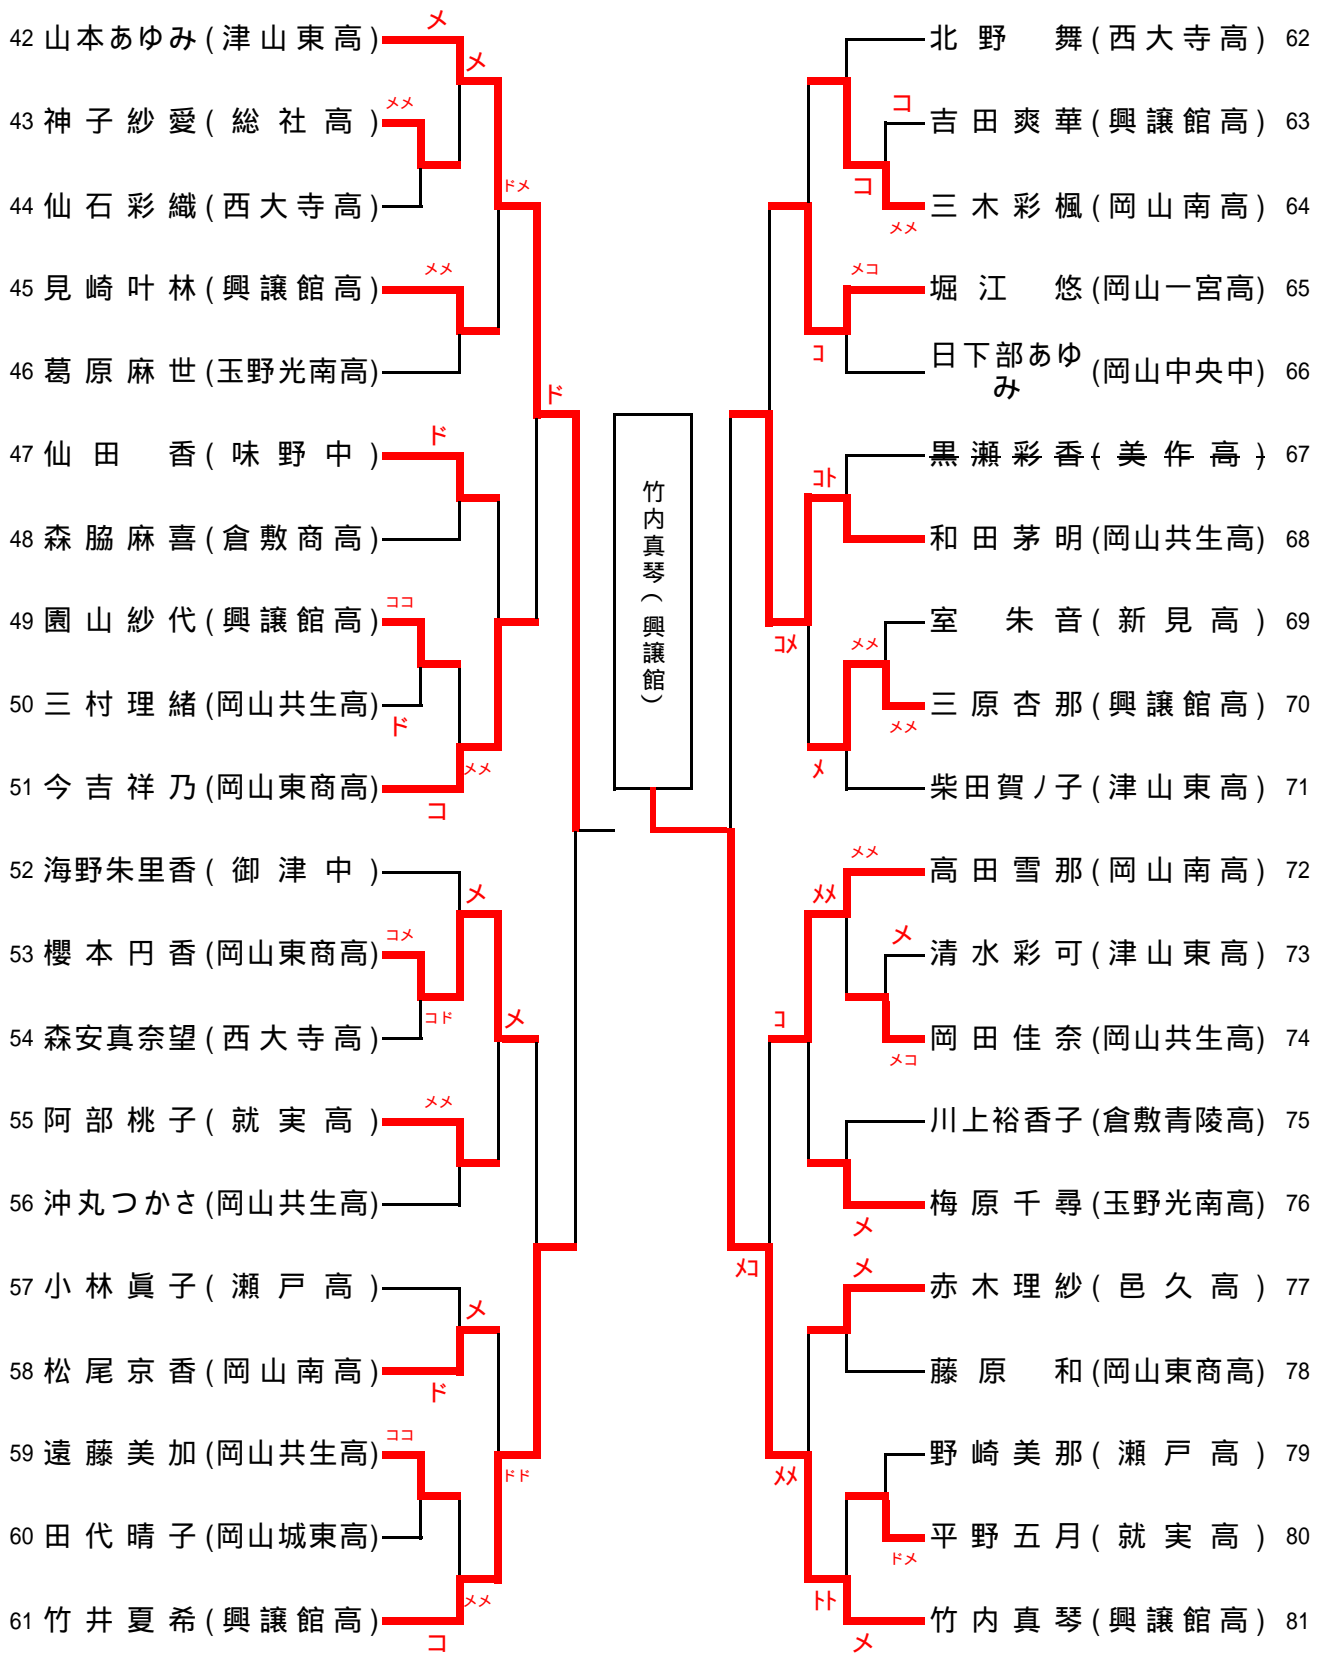 42 山本あゆみ(津山東高)
43 神子紗愛(総社高)
44 仙石彩織(西大寺高)
45 見崎叶林(興譲館高)
46 葛原麻世(玉野光南高)
47 仙田 香(味野中)
48 森脇麻喜(倉敷商高)
49 園山紗代(興譲館高)
50 三村理緒(岡山共生高)
51 今吉祥乃(岡山東商高)
52 海野朱里香(御津中)
53 櫻本円香(岡山東商高)
54 森安真奈望(西大寺高)
55 阿部桃子(就実高)
56 沖丸つかさ(岡山共生高)
57 小林眞子(瀬戸高)
58 松尾京香(岡山南高)
59 遠藤美加(岡山共生高)
60 田代晴子(岡山城東高)
61 竹井夏希(興譲館高)
メ
メメ
メメ
ド
ココ
ド
コ
コメ
メメ
ド
ココ
コ
メ
メメ
メ
コド
メ
メメ
ドメ
メ
ドド
ド
竹内真琴(興譲館)
コメ
コ
メコ
コ
コト
メ
メメ
メメ
トト
コ
コ
メコ
メメ
メメ
メ
メ
メ
コ
メメ
メメ
メ
メコ
ドメ
北野 舞(西大寺高) 62
吉田爽華(興譲館高) 63
三木彩楓(岡山南高) 64
堀江 悠(岡山一宮高) 65
日下部あゆ
み
(岡山中央中) 66
黒瀬彩香(美作高) 67
和田茅明(岡山共生高) 68
室 朱音(新見高) 69
三原杏那(興譲館高) 70
柴田賀ノ子(津山東高) 71
高田雪那(岡山南高) 72
清水彩可(津山東高) 73
岡田佳奈(岡山共生高) 74
川上裕香子(倉敷青陵高) 75
梅原千尋(玉野光南高) 76
赤木理紗(邑久高) 77
藤原 和(岡山東商高) 78
野崎美那(瀬戸高) 79
平野五月(就実高) 80
竹内真琴(興譲館高) 81